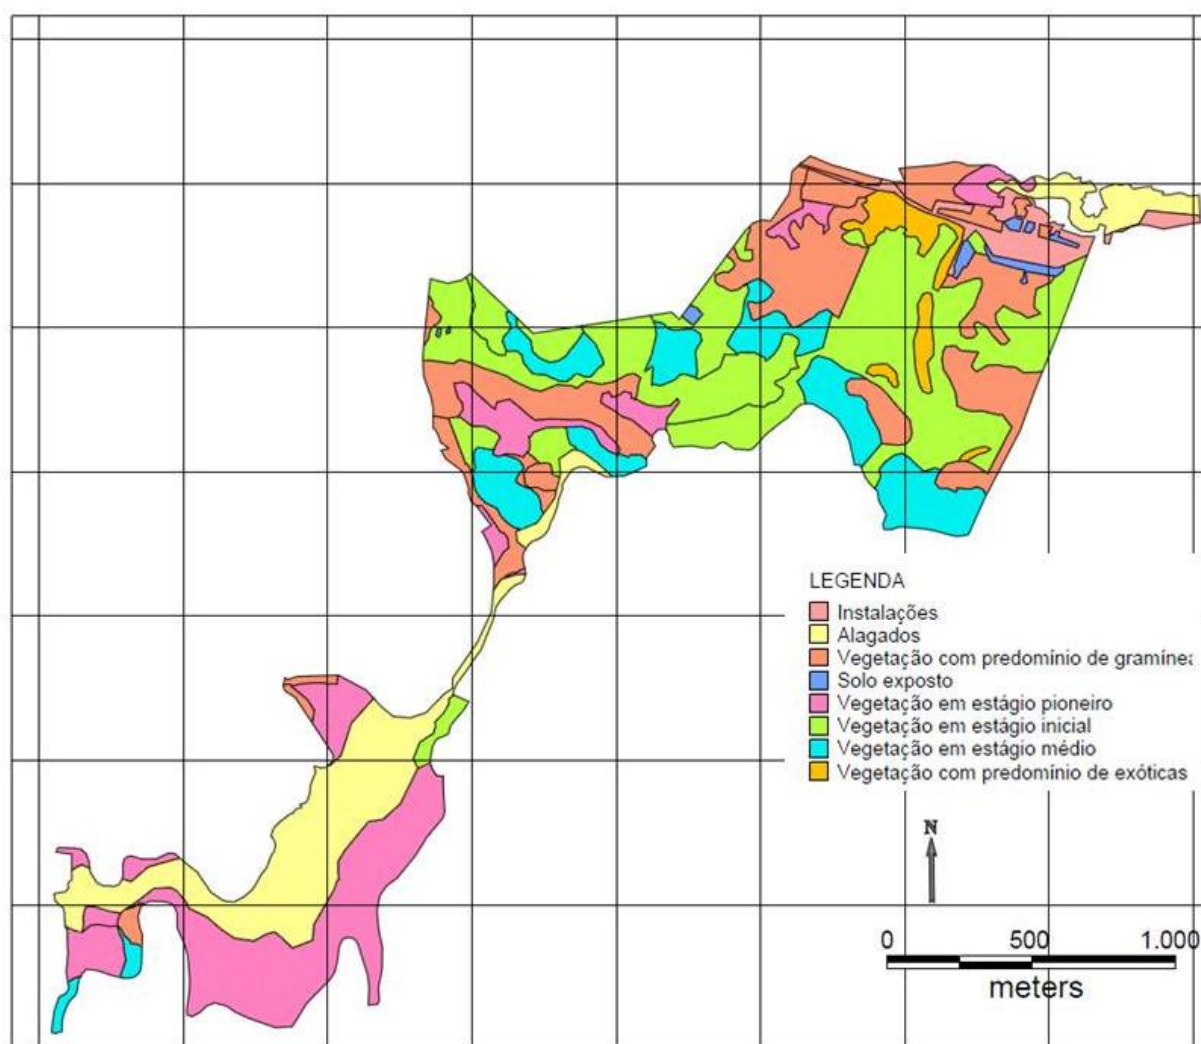 LEGENDA
Instalações
Alagados
Vegetação com predomínio de gramínea
Solo exposto
Vegetação em estágio pioneiro
Vegetação em estágio inicial
Vegetação em estágio médio
Vegetação com predomínio de exóticas
N
0 500 1.000
meters